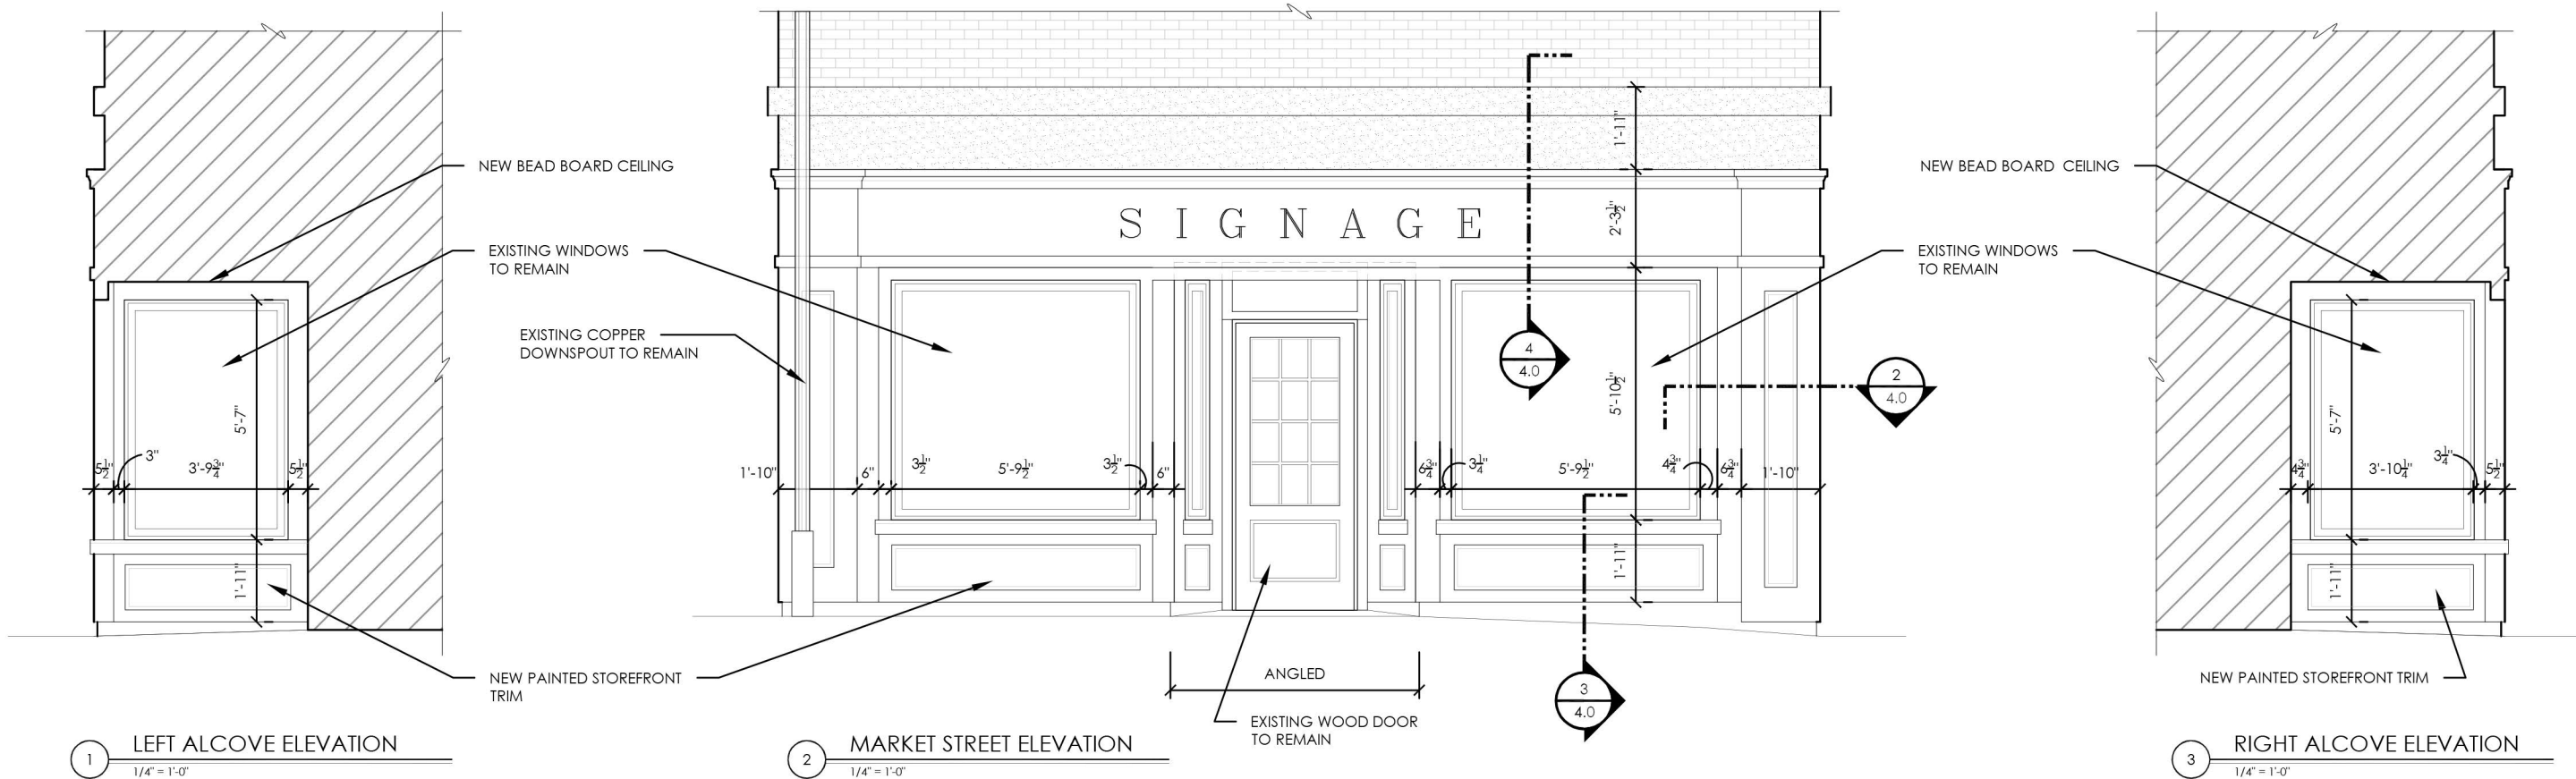 NEW BEAD BOARD CEILING
EXISTING WINDOWS
TO REMAIN
EXISTING COPPER
DOWNSPOUT TO REMAIN
NEW PAINTED STOREFRONT
TRIM
5'-7"
5½"
3"
3'-9¾"
5½"
1'-11"
1
LEFT ALCOVE ELEVATION
1/4" = 1'-0"
SIGNAGE
1'-11"
2'-3½"
5'-10½"
1'-11"
1'-10"
6"
3½"
5'-9½"
3½"
6"
6¾"
3¼"
5'-9½"
4¾"
6¾"
1'-10"
4
4.0
2
4.0
3
4.0
ANGLED
EXISTING WOOD DOOR
TO REMAIN
2
MARKET STREET ELEVATION
1/4" = 1'-0"
NEW BEAD BOARD CEILING
EXISTING WINDOWS
TO REMAIN
5'-7"
4¾"
3'-10¼"
3¼"
5½"
1'-11"
NEW PAINTED STOREFRONT TRIM
3
RIGHT ALCOVE ELEVATION
1/4" = 1'-0"